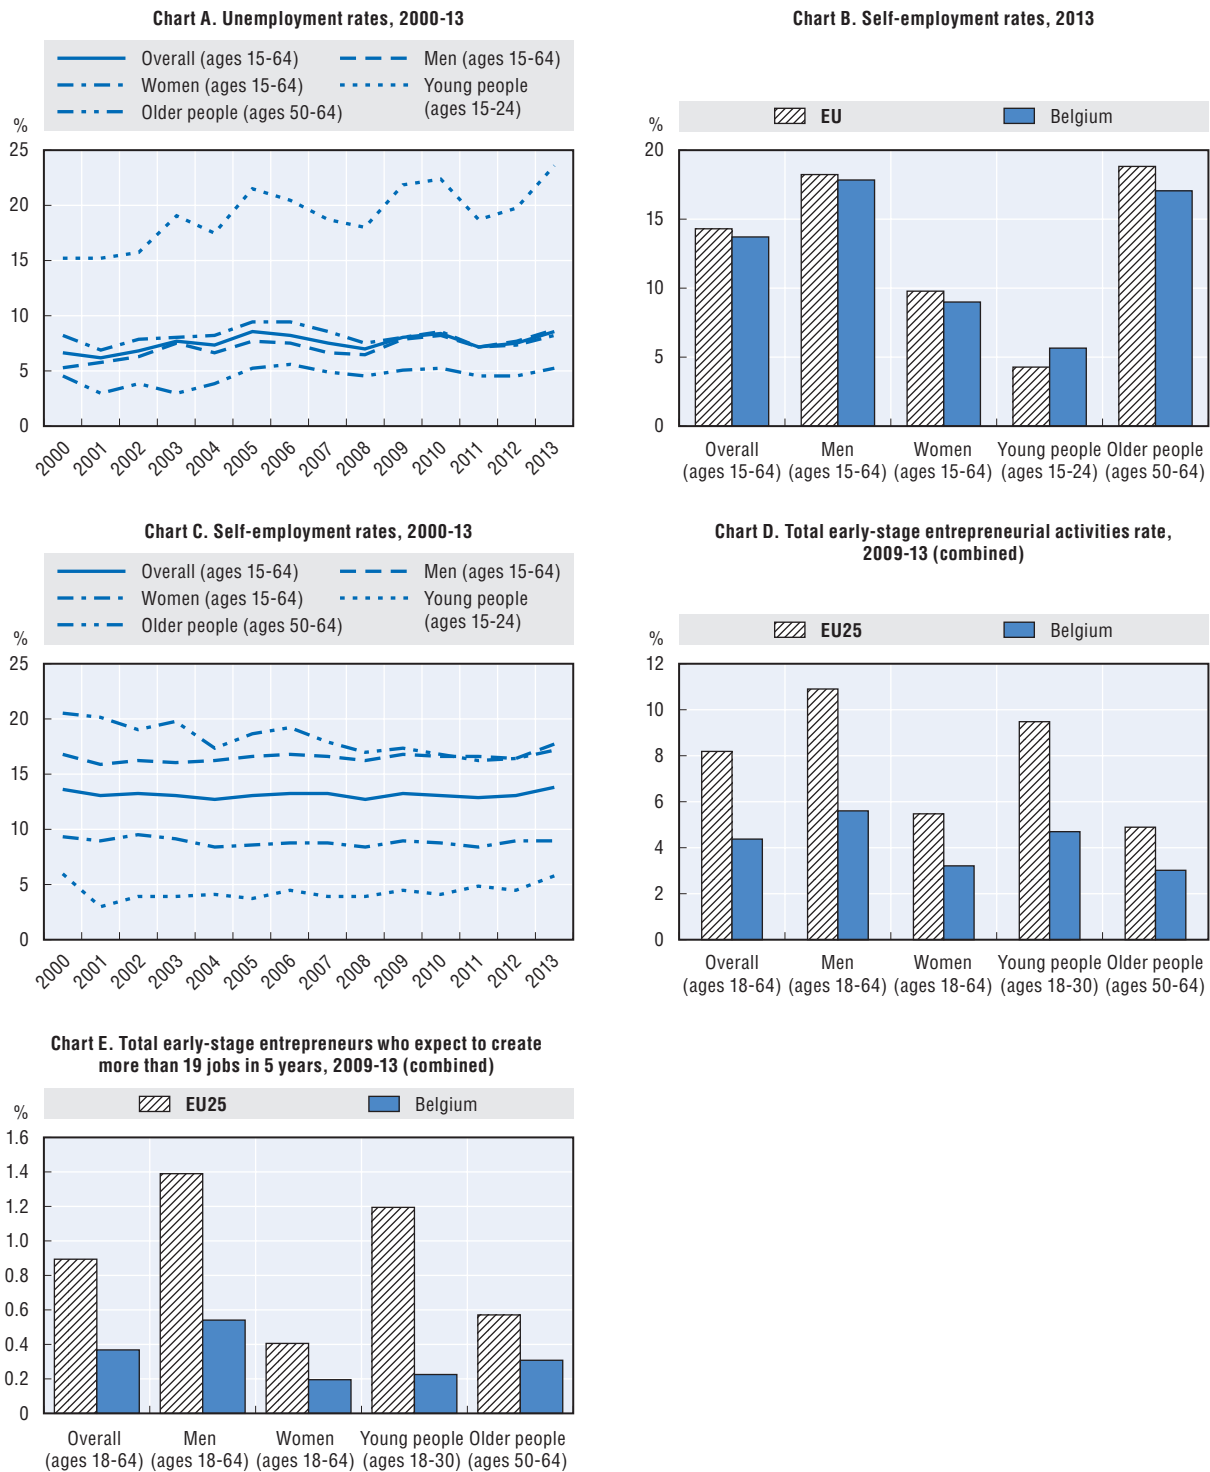 Chart A. Unemployment rates, 2000-13
Overall (ages 15-64)
Men (ages 15-64)
Women (ages 15-64)
Young people
(ages 15-24)
Older people (ages 50-64)
%
25
20
15
10
5
0
2000
2001
2002
2003
2004
2005
2006
2007
2008
2009
2010
2011
2012
2013
Chart B. Self-employment rates, 2013
EU
Belgium
%
20
15
10
5
0
Overall
(ages 15-64)
Men
(ages 15-64)
Women
(ages 15-64)
Young people
(ages 15-24)
Older people
(ages 50-64)
Chart C. Self-employment rates, 2000-13
Overall (ages 15-64)
Men (ages 15-64)
Women (ages 15-64)
Young people
(ages 15-24)
Older people (ages 50-64)
%
25
20
15
10
5
0
2000
2001
2002
2003
2004
2005
2006
2007
2008
2009
2010
2011
2012
2013
Chart D. Total early-stage entrepreneurial activities rate,
2009-13 (combined)
EU25
Belgium
%
12
10
8
6
4
2
0
Overall
(ages 18-64)
Men
(ages 18-64)
Women
(ages 18-64)
Young people
(ages 18-30)
Older people
(ages 50-64)
Chart E. Total early-stage entrepreneurs who expect to create
more than 19 jobs in 5 years, 2009-13 (combined)
EU25
Belgium
%
1.6
1.4
1.2
1.0
0.8
0.6
0.4
0.2
0
Overall
(ages 18-64)
Men
(ages 18-64)
Women
(ages 18-64)
Young people
(ages 18-30)
Older people
(ages 50-64)